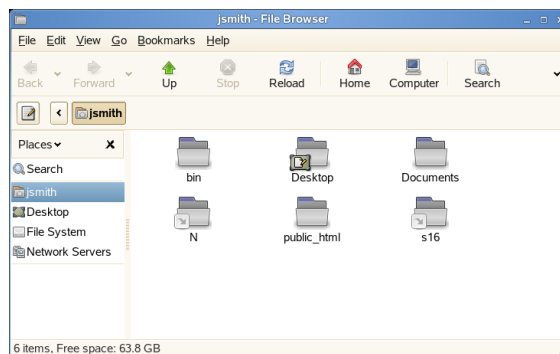 jsmith - File Browser
File Edit View Go Bookmarks Help
Back Forward Up Stop Reload Home Computer Search
jsmith
Places
Search
jsmith
Desktop
File System
Network Servers
bin Desktop Documents
N public_html s16
6 items, Free space: 63.8 GB